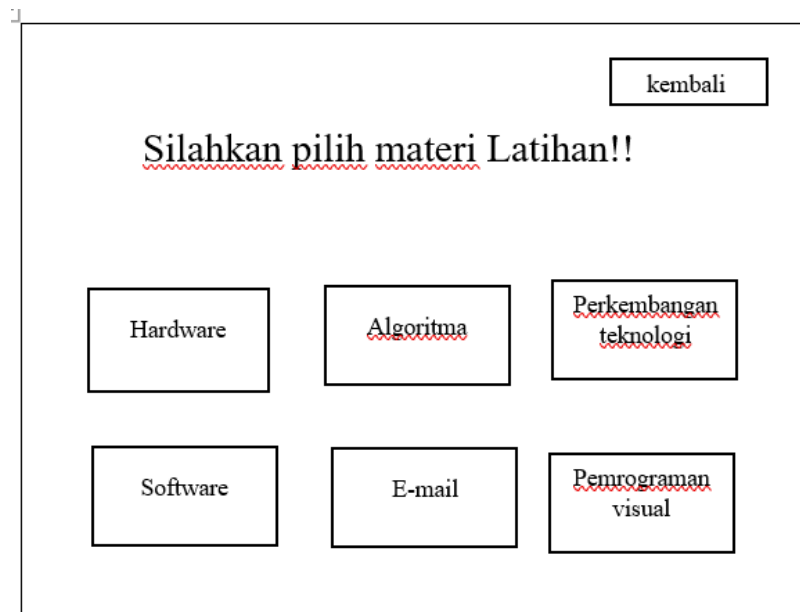 kembali
Silahkan pilih materi Latihan!!
Hardware
Algoritma
Perkembangan
teknologi
Software
E-mail
Pemrograman
visual